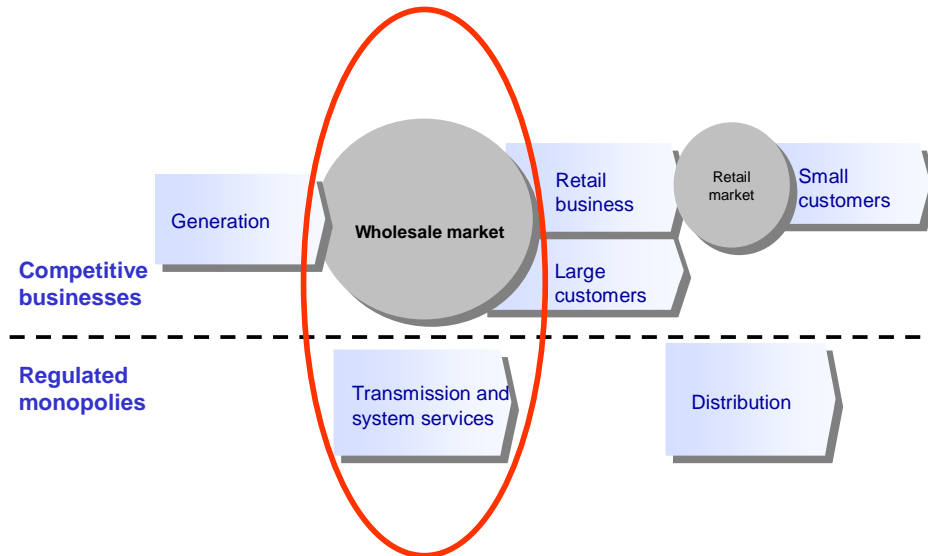 Generation
Wholesale market
Retail
business
Retail
market
Small
customers
Large
customers
Competitive
businesses
Regulated
monopolies
Transmission and
system services
Distribution